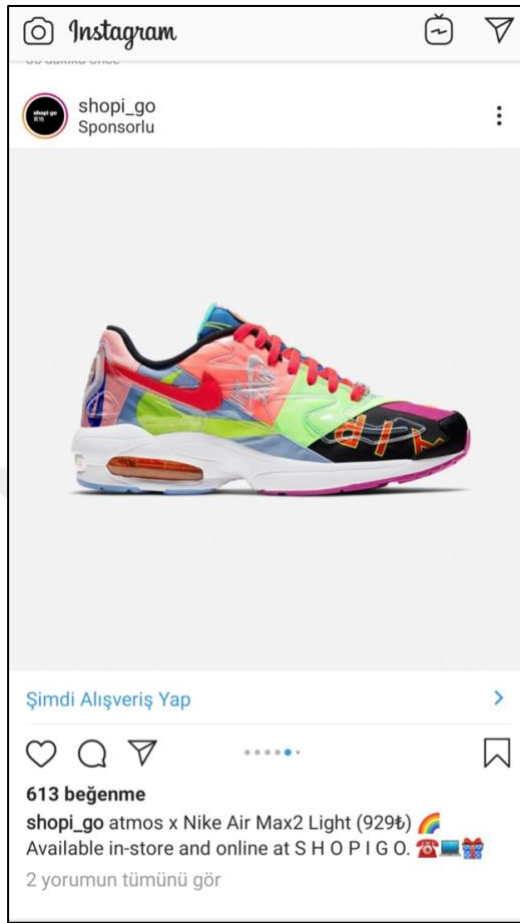 Instagram
shopi_go
Sponsorlu
Şimdi Alışveriş Yap
613 beğenme
shopi_go atmos x Nike Air Max2 Light (929₺) 🌈
Available in-store and online at S H O P I G O. ☎️💻🎁
2 yorumun tümünü gör